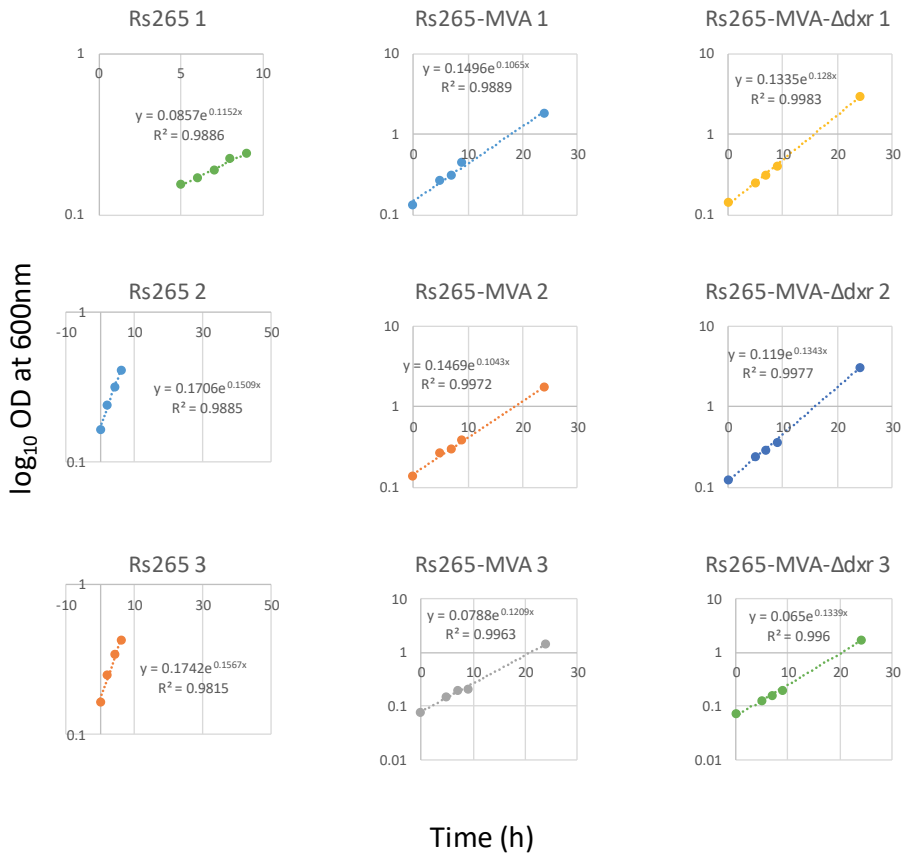 Rs265 1
1
0
5
10
y = 0.0857e^0.1152x
R² = 0.9886
0.1
Rs265-MVA 1
10
y = 0.1496e^0.1065x
R² = 0.9889
1
0
10
20
30
0.1
Rs265-MVA-Δdxr 1
10
y = 0.1335e^0.128x
R² = 0.9983
1
0
10
20
30
0.1
log₁₀ OD at 600nm
Rs265 2
1
-10
10
30
50
y = 0.1706e^0.1509x
R² = 0.9885
0.1
Rs265-MVA 2
10
y = 0.1469e^0.1043x
R² = 0.9972
1
0
10
20
30
0.1
Rs265-MVA-Δdxr 2
10
y = 0.119e^0.1343x
R² = 0.9977
1
0
10
20
30
0.1
Rs265 3
1
-10
10
30
50
y = 0.1742e^0.1567x
R² = 0.9815
0.1
Rs265-MVA 3
10
y = 0.0788e^0.1209x
R² = 0.9963
1
0
10
20
30
0.1
0.01
Rs265-MVA-Δdxr 3
10
y = 0.065e^0.1339x
R² = 0.996
1
0
10
20
30
0.1
0.01
Time (h)